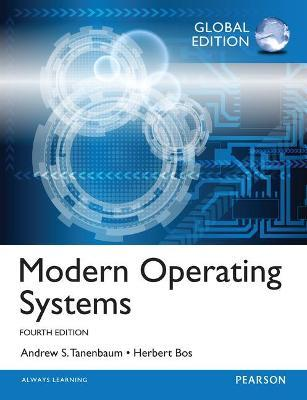 GLOBAL
EDITION
Modern Operating
Systems
FOURTH EDITION
Andrew S. Tanenbaum • Herbert Bos
ALWAYS LEARNING
PEARSON